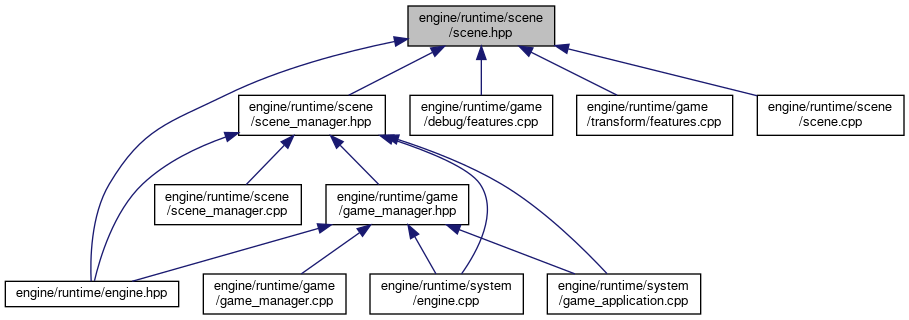 engine/runtime/scene
/scene.hpp
engine/runtime/scene
/scene_manager.hpp
engine/runtime/game
/debug/features.cpp
engine/runtime/game
/transform/features.cpp
engine/runtime/scene
/scene.cpp
engine/runtime/scene
/scene_manager.cpp
engine/runtime/game
/game_manager.hpp
engine/runtime/engine.hpp
engine/runtime/game
/game_manager.cpp
engine/runtime/system
/engine.cpp
engine/runtime/system
/game_application.cpp